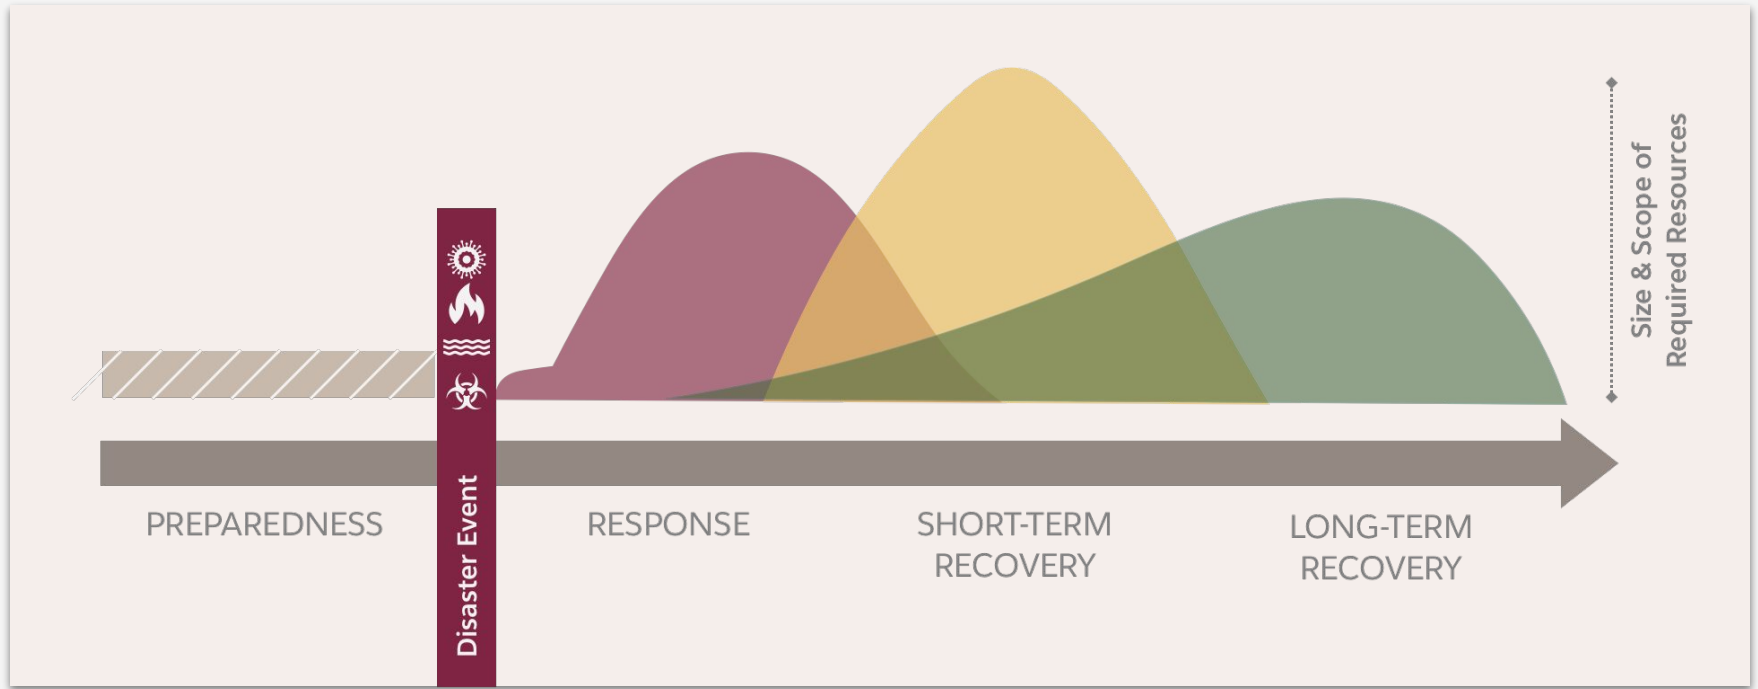 Size & Scope of
Required Resources
Disaster Event
PREPAREDNESS
RESPONSE
SHORT-TERM
RECOVERY
LONG-TERM
RECOVERY